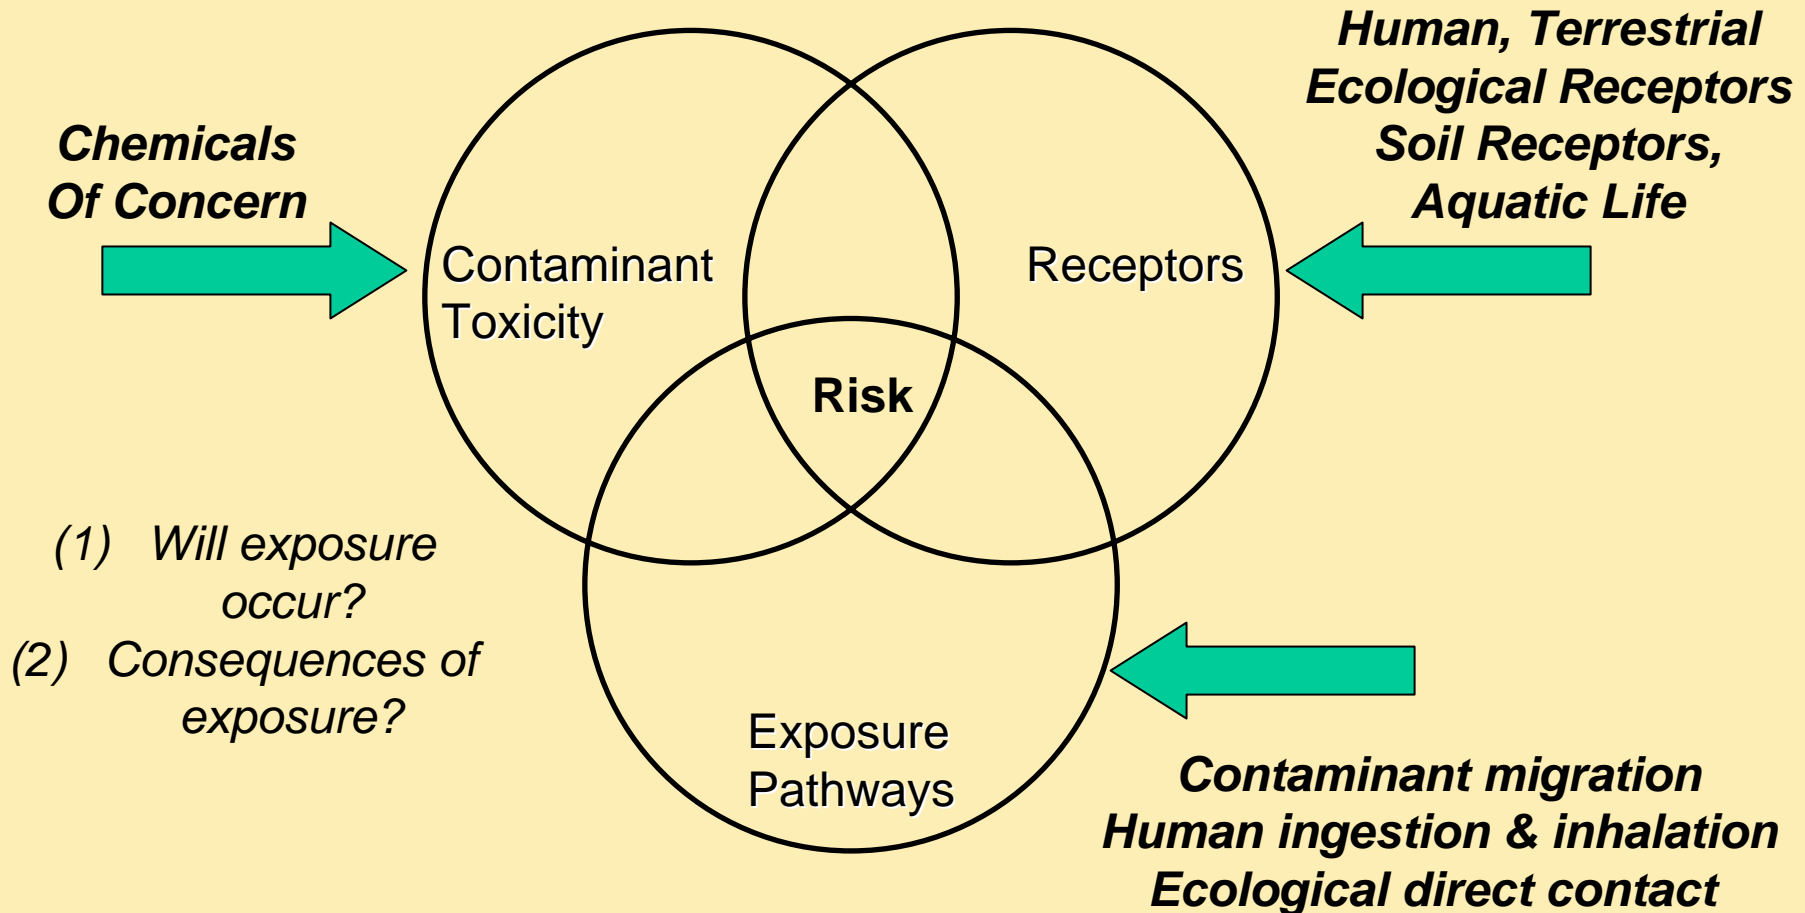 Human, Terrestrial
Ecological Receptors
Soil Receptors,
Aquatic Life
Chemicals
Of Concern
Contaminant
Toxicity
Receptors
Risk
(1) Will exposure
occur?
(2) Consequences of
exposure?
Exposure
Pathways
Contaminant migration
Human ingestion & inhalation
Ecological direct contact